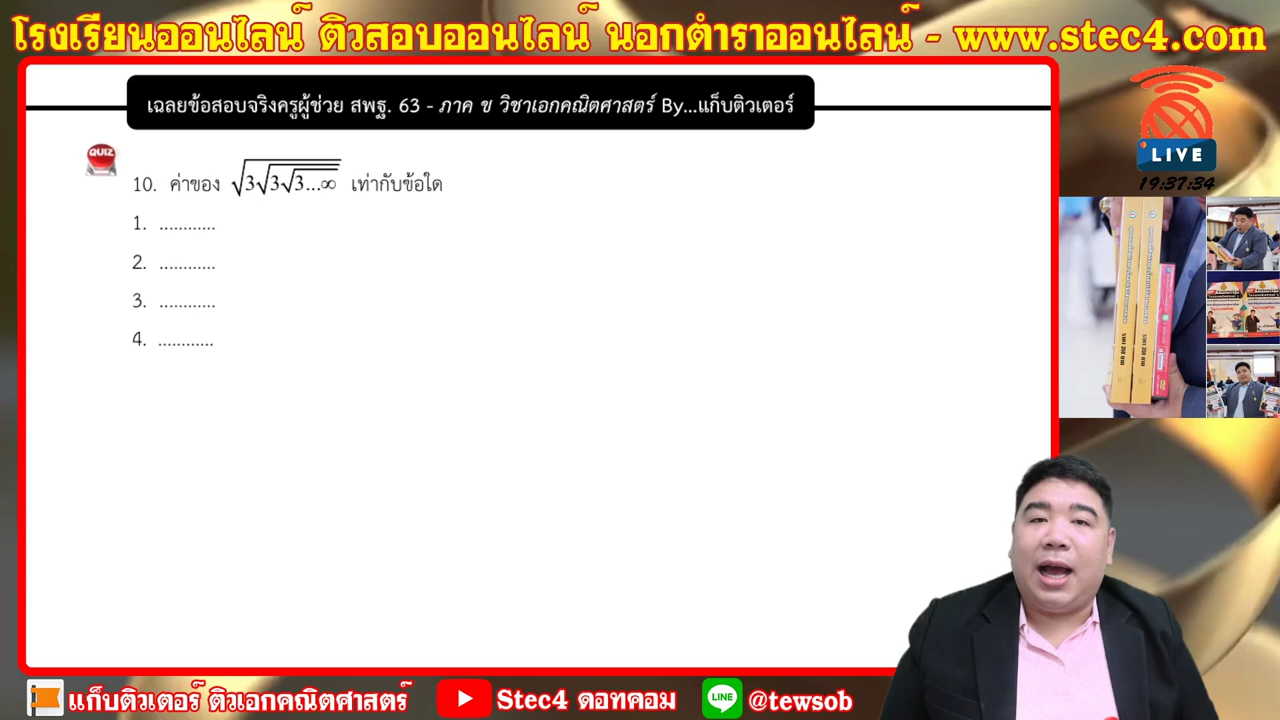 โรงเรียนออนไลน์ ติวสอบออนไลน์ นอกตำราออนไลน์ - www.stec4.com
เฉลยข้อสอบจริงครูผู้ช่วย สพฐ. 63 - ภาค ข วิชาเอกคณิตศาสตร์ By...แก็บติวเตอร์
LIVE
19:37:34
QUIZ
10. ค่าของ √3√3√3...∞ เท่ากับข้อใด
1. ............
2. ............
3. ............
4. ............
แก็บติวเตอร์ ติวเอกคณิตศาสตร์
Stec4 ดอทคอม
LINE
@tewsob